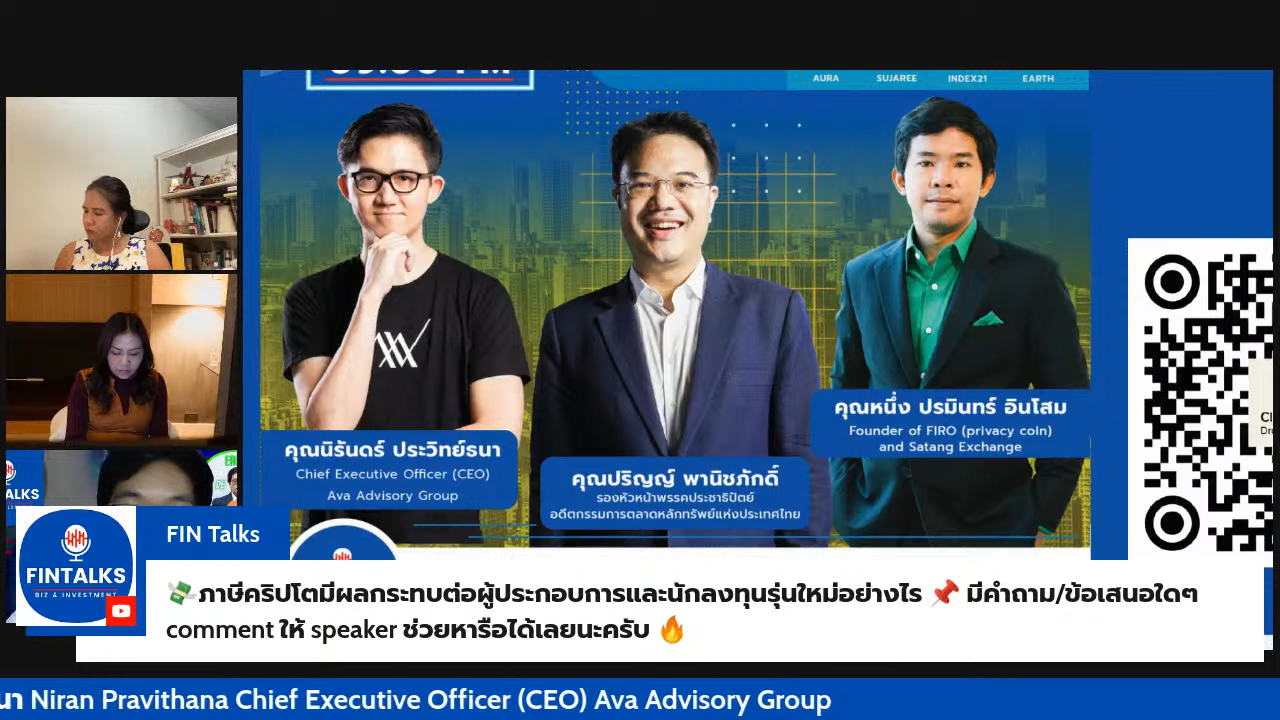 AURA SUJAREE INDEX21 EARTH
คุณนิรันดร์ ประวิทย์ธนา
Chief Executive Officer (CEO)
Ava Advisory Group
คุณปริญญ์ พานิชภักดิ์
รองหัวหน้าพรรคประชาธิปัตย์
อดีตกรรมการตลาดหลักทรัพย์แห่งประเทศไทย
คุณหนึ่ง ปรมินทร์ อินโสม
Founder of FIRO (privacy coin)
and Satang Exchange
ALKS
FINTALKS
BIZ & INVESTMENT
FIN Talks
💸ภาษีคริปโตมีผลกระทบต่อผู้ประกอบการและนักลงทุนรุ่นใหม่อย่างไร 📌 มีคำถาม/ข้อเสนอใดๆ
comment ให้ speaker ช่วยหารือได้เลยนะครับ 🔥
นา Niran Pravithana Chief Executive Officer (CEO) Ava Advisory Group